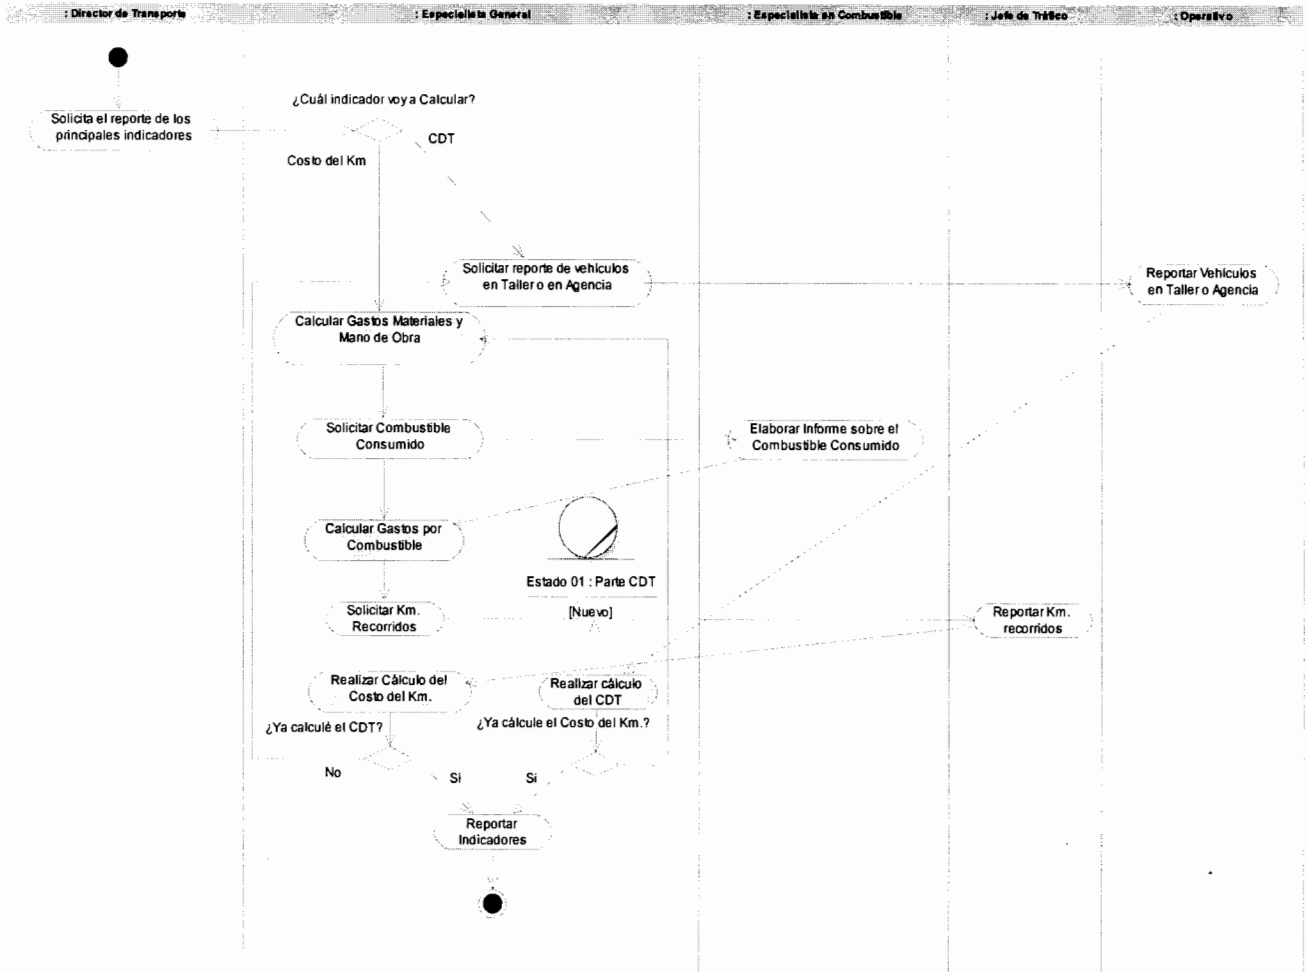 : Director de Transporte
: Especialista General
: Especialista en Combustible
: Jefe de Tráfico
: Operativo
¿Cuál indicador voy a Calcular?
Solicita el reporte de los
principales indicadores
CDT
Costo del Km
Solicitar reporte de vehículos
en Taller o en Agencia
Reportar Vehículos
en Taller o Agencia
Calcular Gastos Materiales y
Mano de Obra
Solicitar Combustible
Consumido
Elaborar Informe sobre el
Combustible Consumido
Calcular Gastos por
Combustible
Estado 01 : Parte CDT
[Nuevo]
Solicitar Km.
Recorridos
Reportar Km.
recorridos
Realizar Cálculo del
Costo del Km.
Realizar cálculo
del CDT
¿Ya calculé el CDT?
¿Ya cálcule el Costo del Km.?
No
Si
Si
Reportar
Indicadores